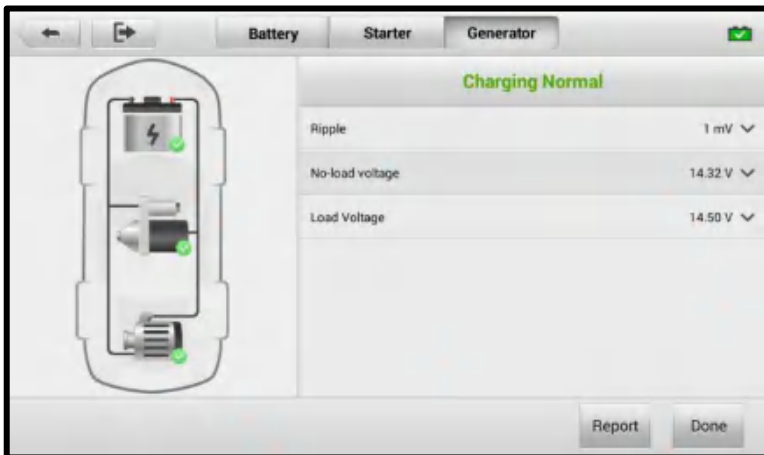 Battery Starter Generator
Charging Normal
Ripple 1 mV
No-load voltage 14.32 V
Load Voltage 14.50 V
Report Done